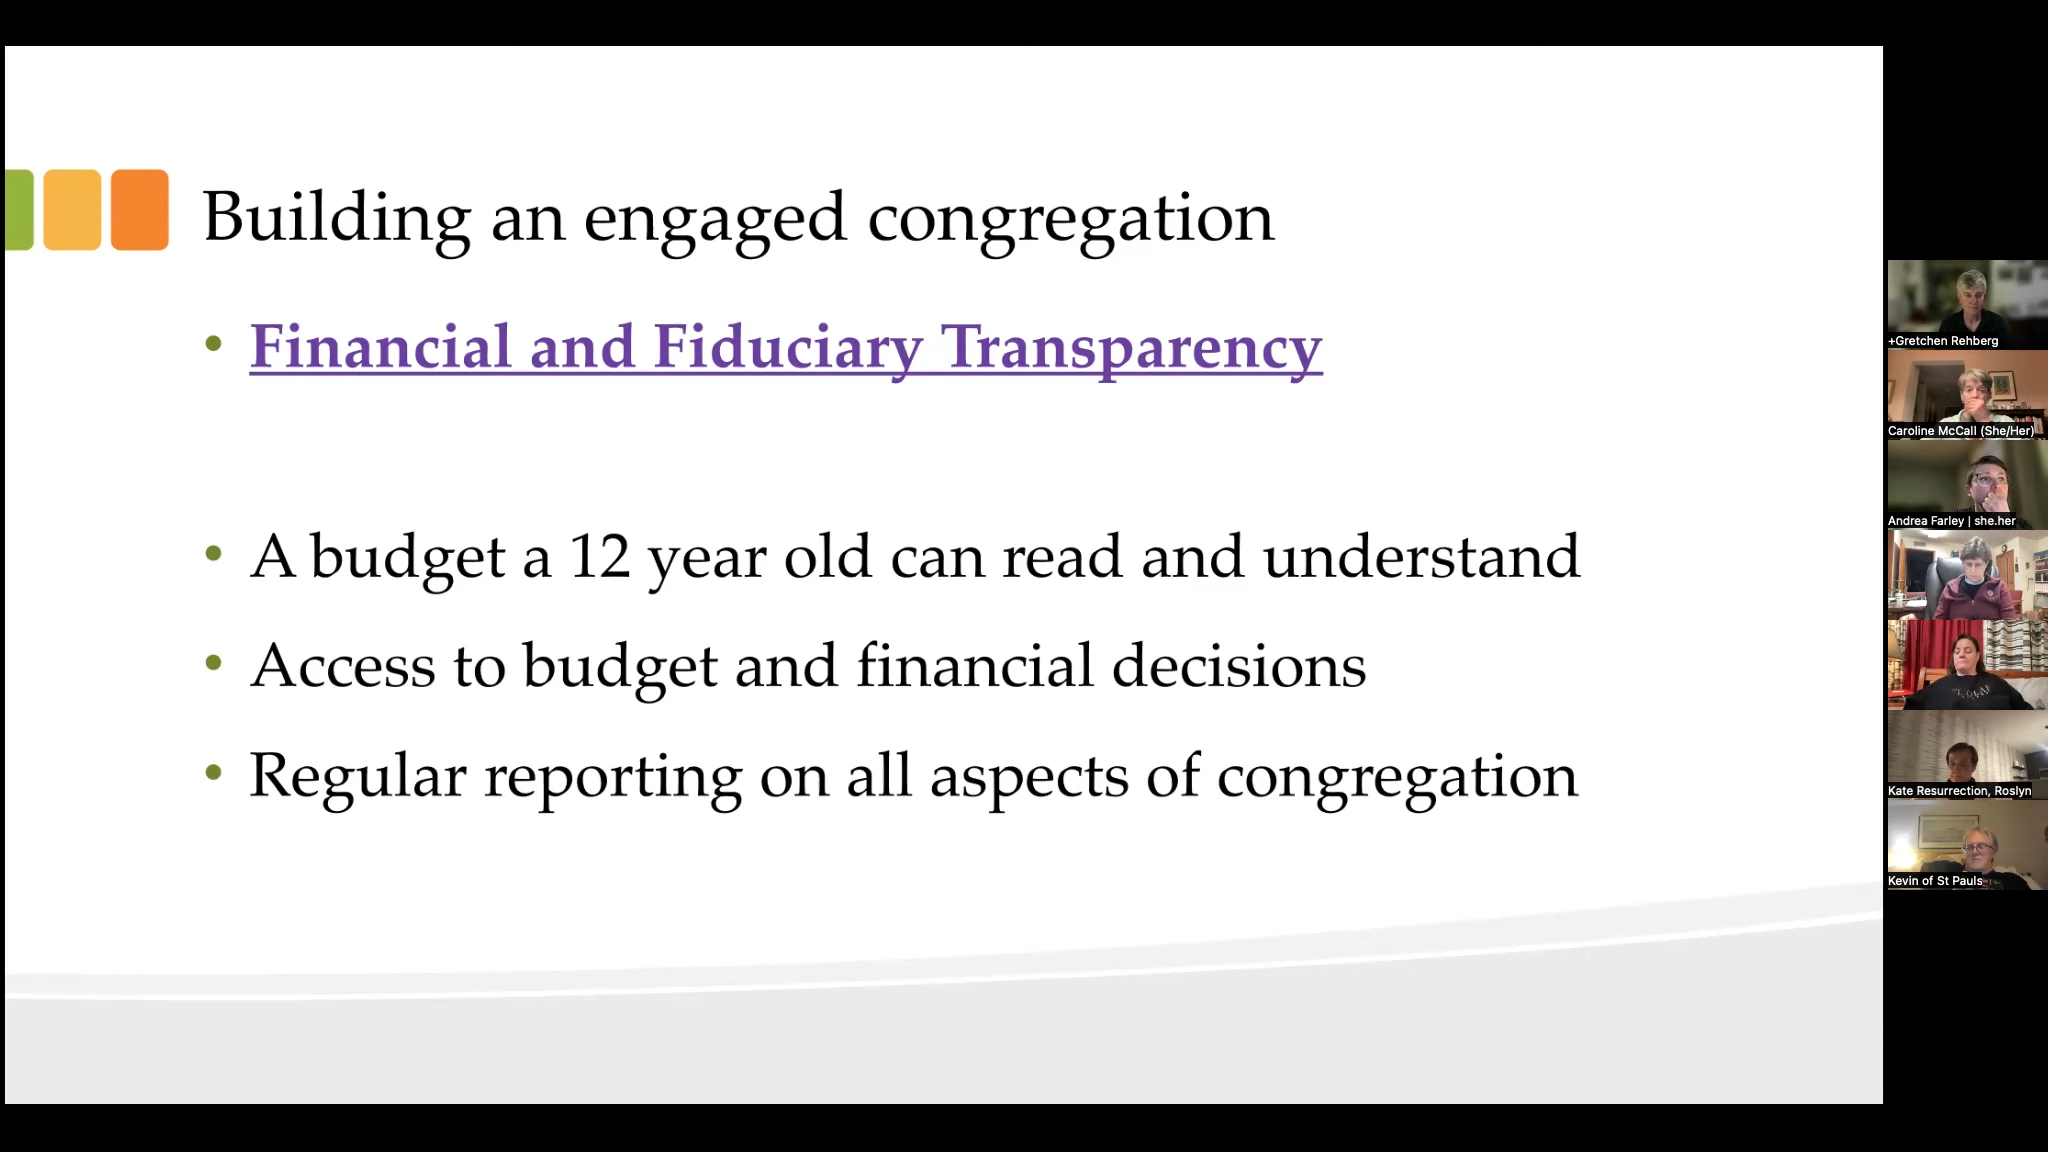 Building an engaged congregation
Financial and Fiduciary Transparency
A budget a 12 year old can read and understand
Access to budget and financial decisions
Regular reporting on all aspects of congregation
+Gretchen Rehberg
Caroline McCall (She/Her)
Andrea Farley | she.her
Kate Resurrection, Roslyn
Kevin of St Pauls